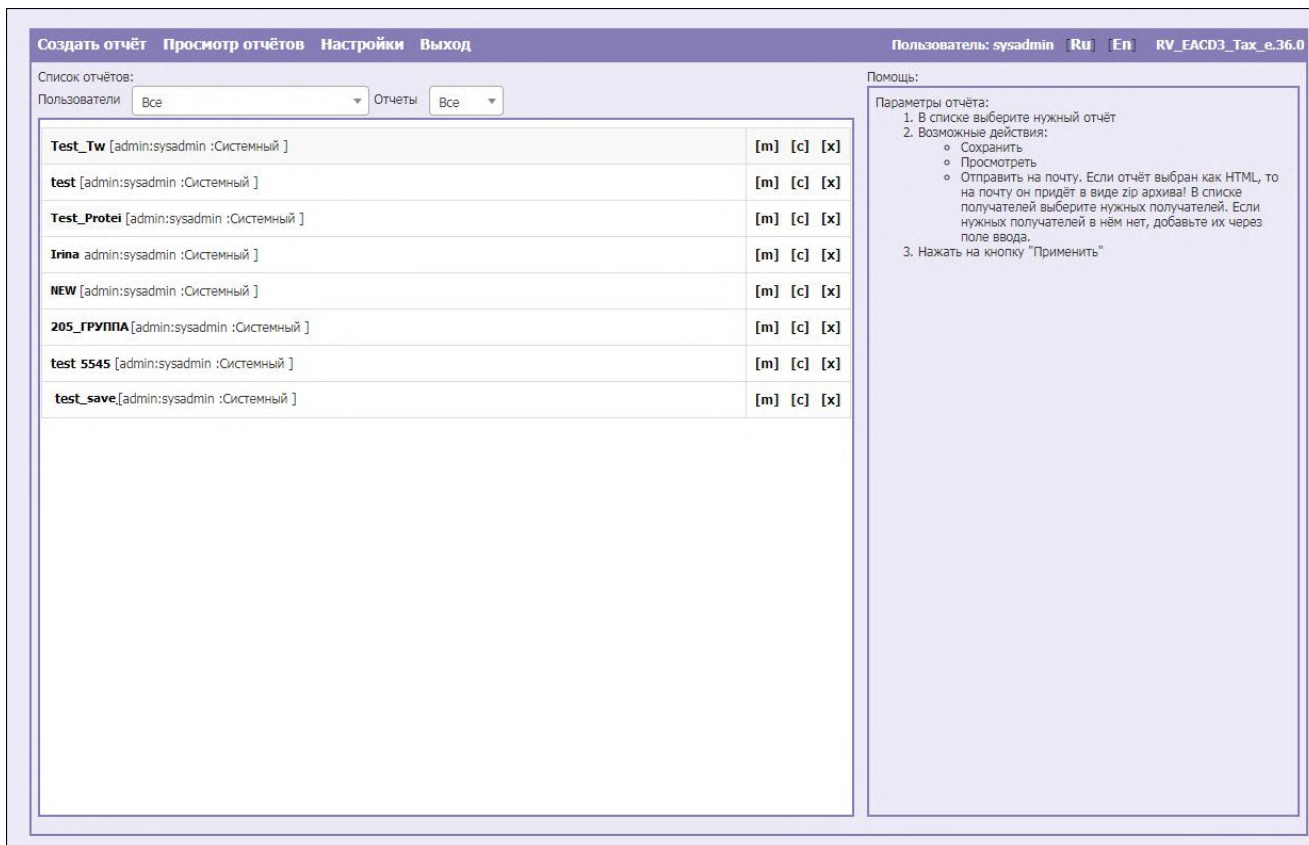 Создать отчёт Просмотр отчётов Настройки Выход Пользователь: sysadmin [Ru] [En] RV_EACD3_Tax_e.36.0
Список отчётов:
Пользователи Все Отчеты Все
Test_Tw [admin:sysadmin :Системный ] [m] [c] [x]
test [admin:sysadmin :Системный ] [m] [c] [x]
Test_Protei [admin:sysadmin :Системный ] [m] [c] [x]
Irina admin:sysadmin :Системный ] [m] [c] [x]
NEW [admin:sysadmin :Системный ] [m] [c] [x]
205_ГРУППА [admin:sysadmin :Системный ] [m] [c] [x]
test 5545 [admin:sysadmin :Системный ] [m] [c] [x]
test_save [admin:sysadmin :Системный ] [m] [c] [x]
Помощь:
Параметры отчёта:
1. В списке выберите нужный отчёт
2. Возможные действия:
Сохранить
Просмотреть
Отправить на почту. Если отчёт выбран как HTML, то
на почту он придёт в виде zip архива! В списке
получателей выберите нужных получателей. Если
нужных получателей в нём нет, добавьте их через
поле ввода.
3. Нажать на кнопку "Применить"